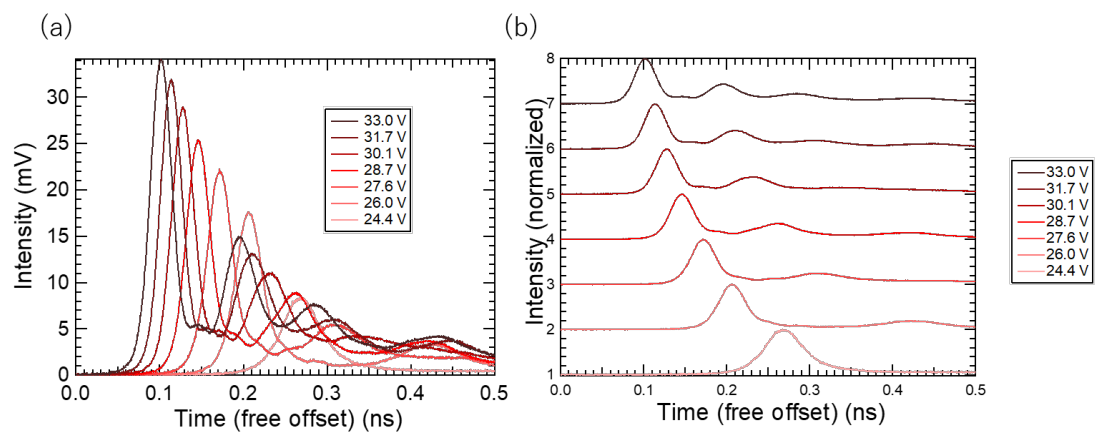 (a)
Intensity (mV)
30
25
20
15
10
5
0
33.0 V
31.7 V
30.1 V
28.7 V
27.6 V
26.0 V
24.4 V
0.0 0.1 0.2 0.3 0.4 0.5
Time (free offset) (ns)
(b)
Intensity (normalized)
8
7
6
5
4
3
2
1
0.0 0.1 0.2 0.3 0.4 0.5
Time (free offset) (ns)
33.0 V
31.7 V
30.1 V
28.7 V
27.6 V
26.0 V
24.4 V